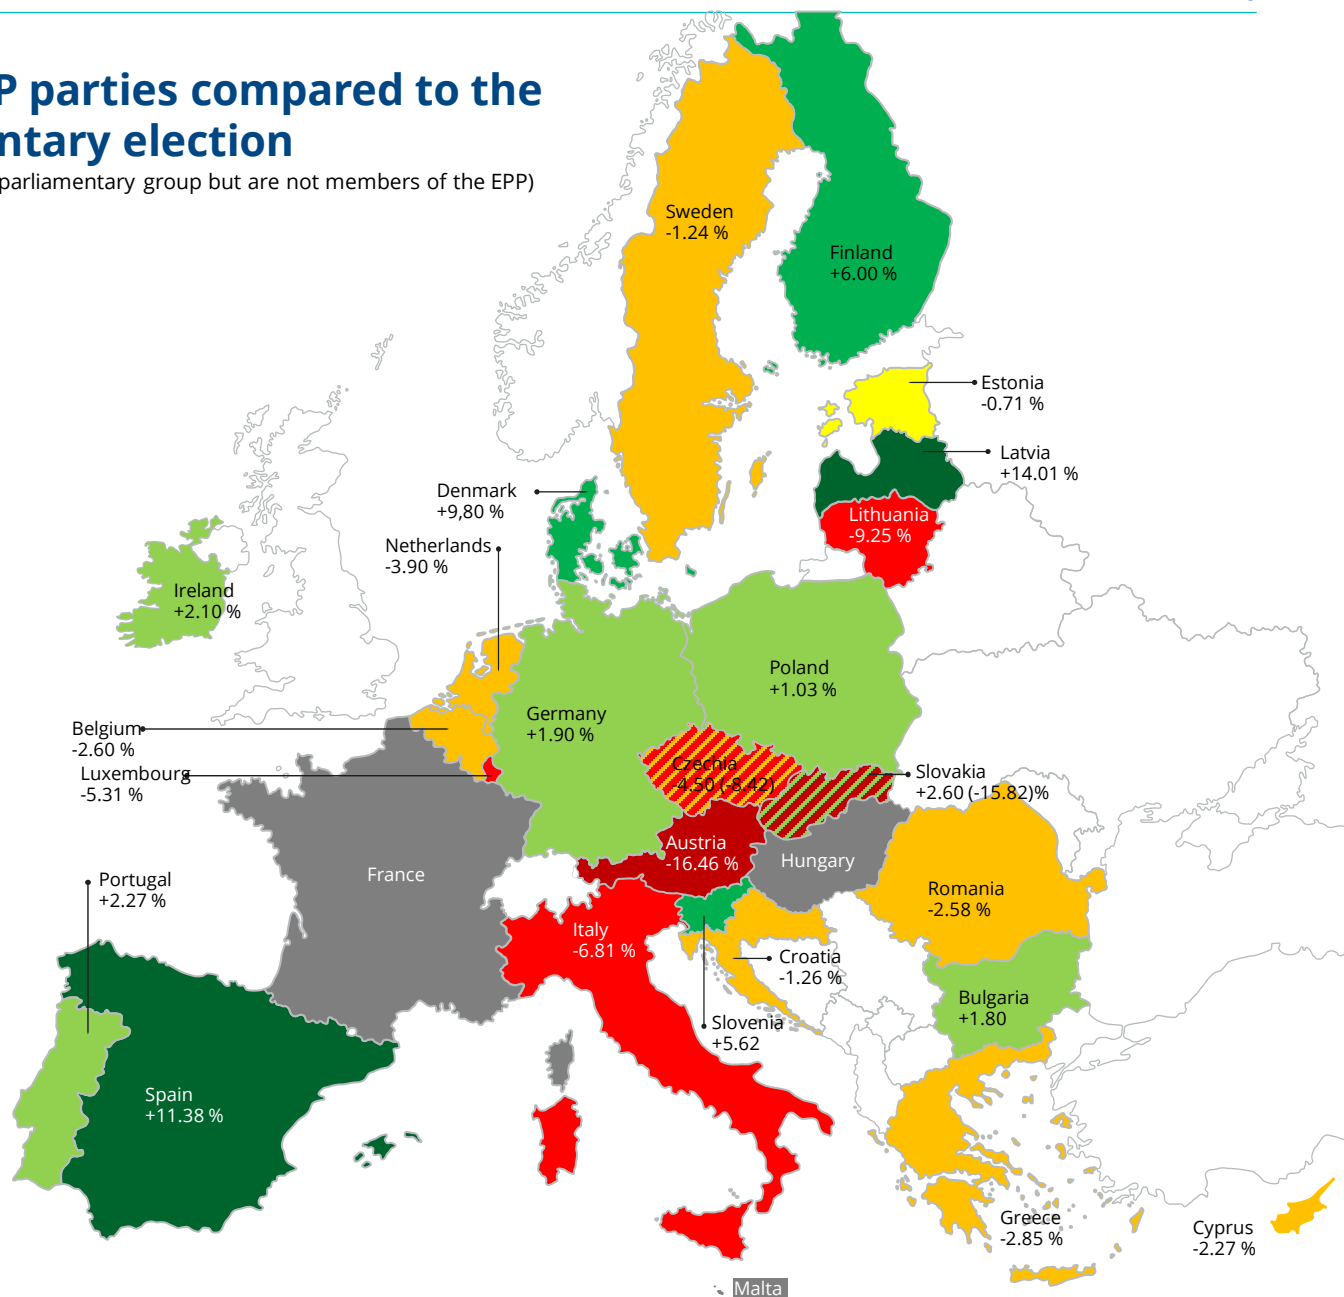 P parties compared to the
ntary election
parliamentary group but are not members of the EPP)
Sweden
-1.24 %
Finland
+6.00 %
Estonia
-0.71 %
Latvia
+14.01 %
Denmark
+9,80 %
Lithuania
-9.25 %
Netherlands
-3.90 %
Ireland
+2.10 %
Poland
+1.03 %
Germany
+1.90 %
Belgium
-2.60 %
Luxembourg
-5.31 %
Czechia
-4.50 (-8.42)
Slovakia
+2.60 (-15.82)%
Austria
-16.46 %
Hungary
France
Portugal
+2.27 %
Romania
-2.58 %
Italy
-6.81 %
Croatia
-1.26 %
Bulgaria
+1.80
Slovenia
+5.62
Spain
+11.38 %
Greece
-2.85 %
Cyprus
-2.27 %
Malta